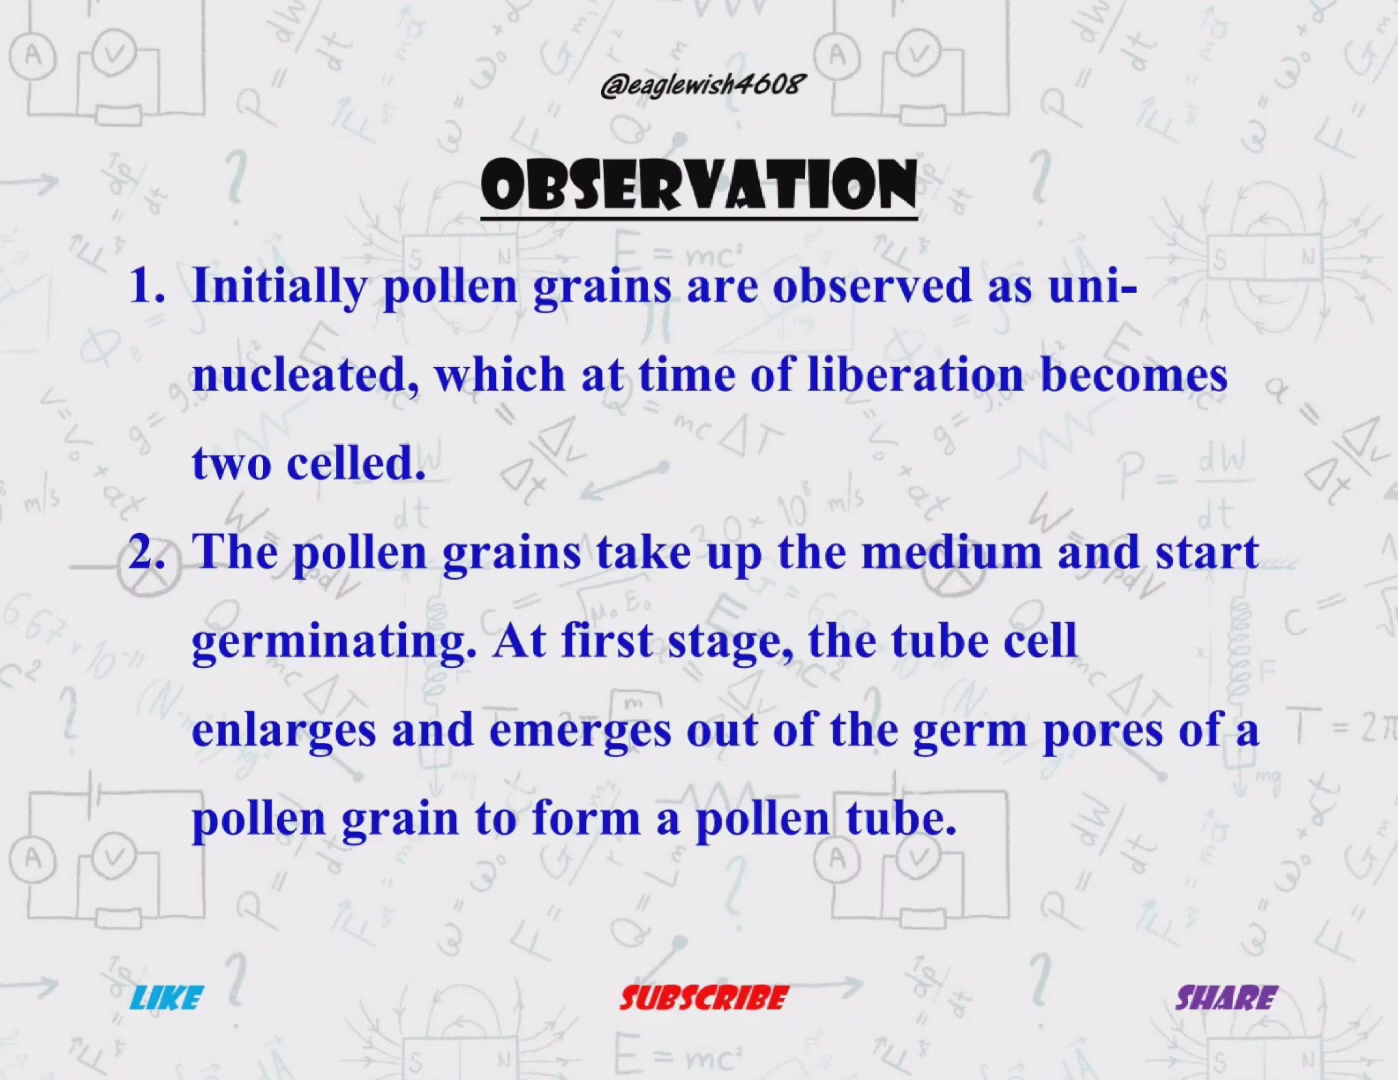 @eaglewish4608
OBSERVATION
1. Initially pollen grains are observed as uni-
nucleated, which at time of liberation becomes
two celled.
2. The pollen grains take up the medium and start
germinating. At first stage, the tube cell
enlarges and emerges out of the germ pores of a
pollen grain to form a pollen tube.
LIKE SUBSCRIBE SHARE